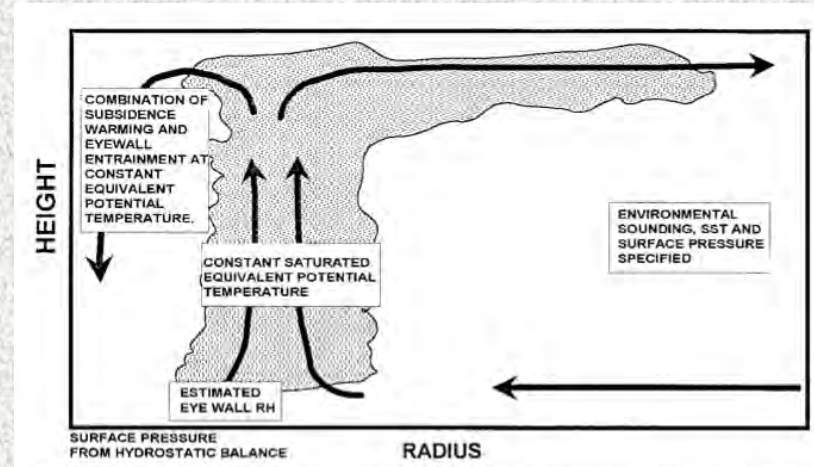 COMBINATION OF
SUBSIDENCE
WARMING AND
EYEWALL
ENTRAINMENT AT
CONSTANT
EQUIVALENT
POTENTIAL
TEMPERATURE.
HEIGHT
ENVIRONMENTAL
SOUNDING, SST AND
SURFACE PRESSURE
SPECIFIED
CONSTANT SATURATED
EQUIVALENT POTENTIAL
TEMPERATURE
ESTIMATED
EYE WALL RH
SURFACE PRESSURE
FROM HYDROSTATIC BALANCE
RADIUS